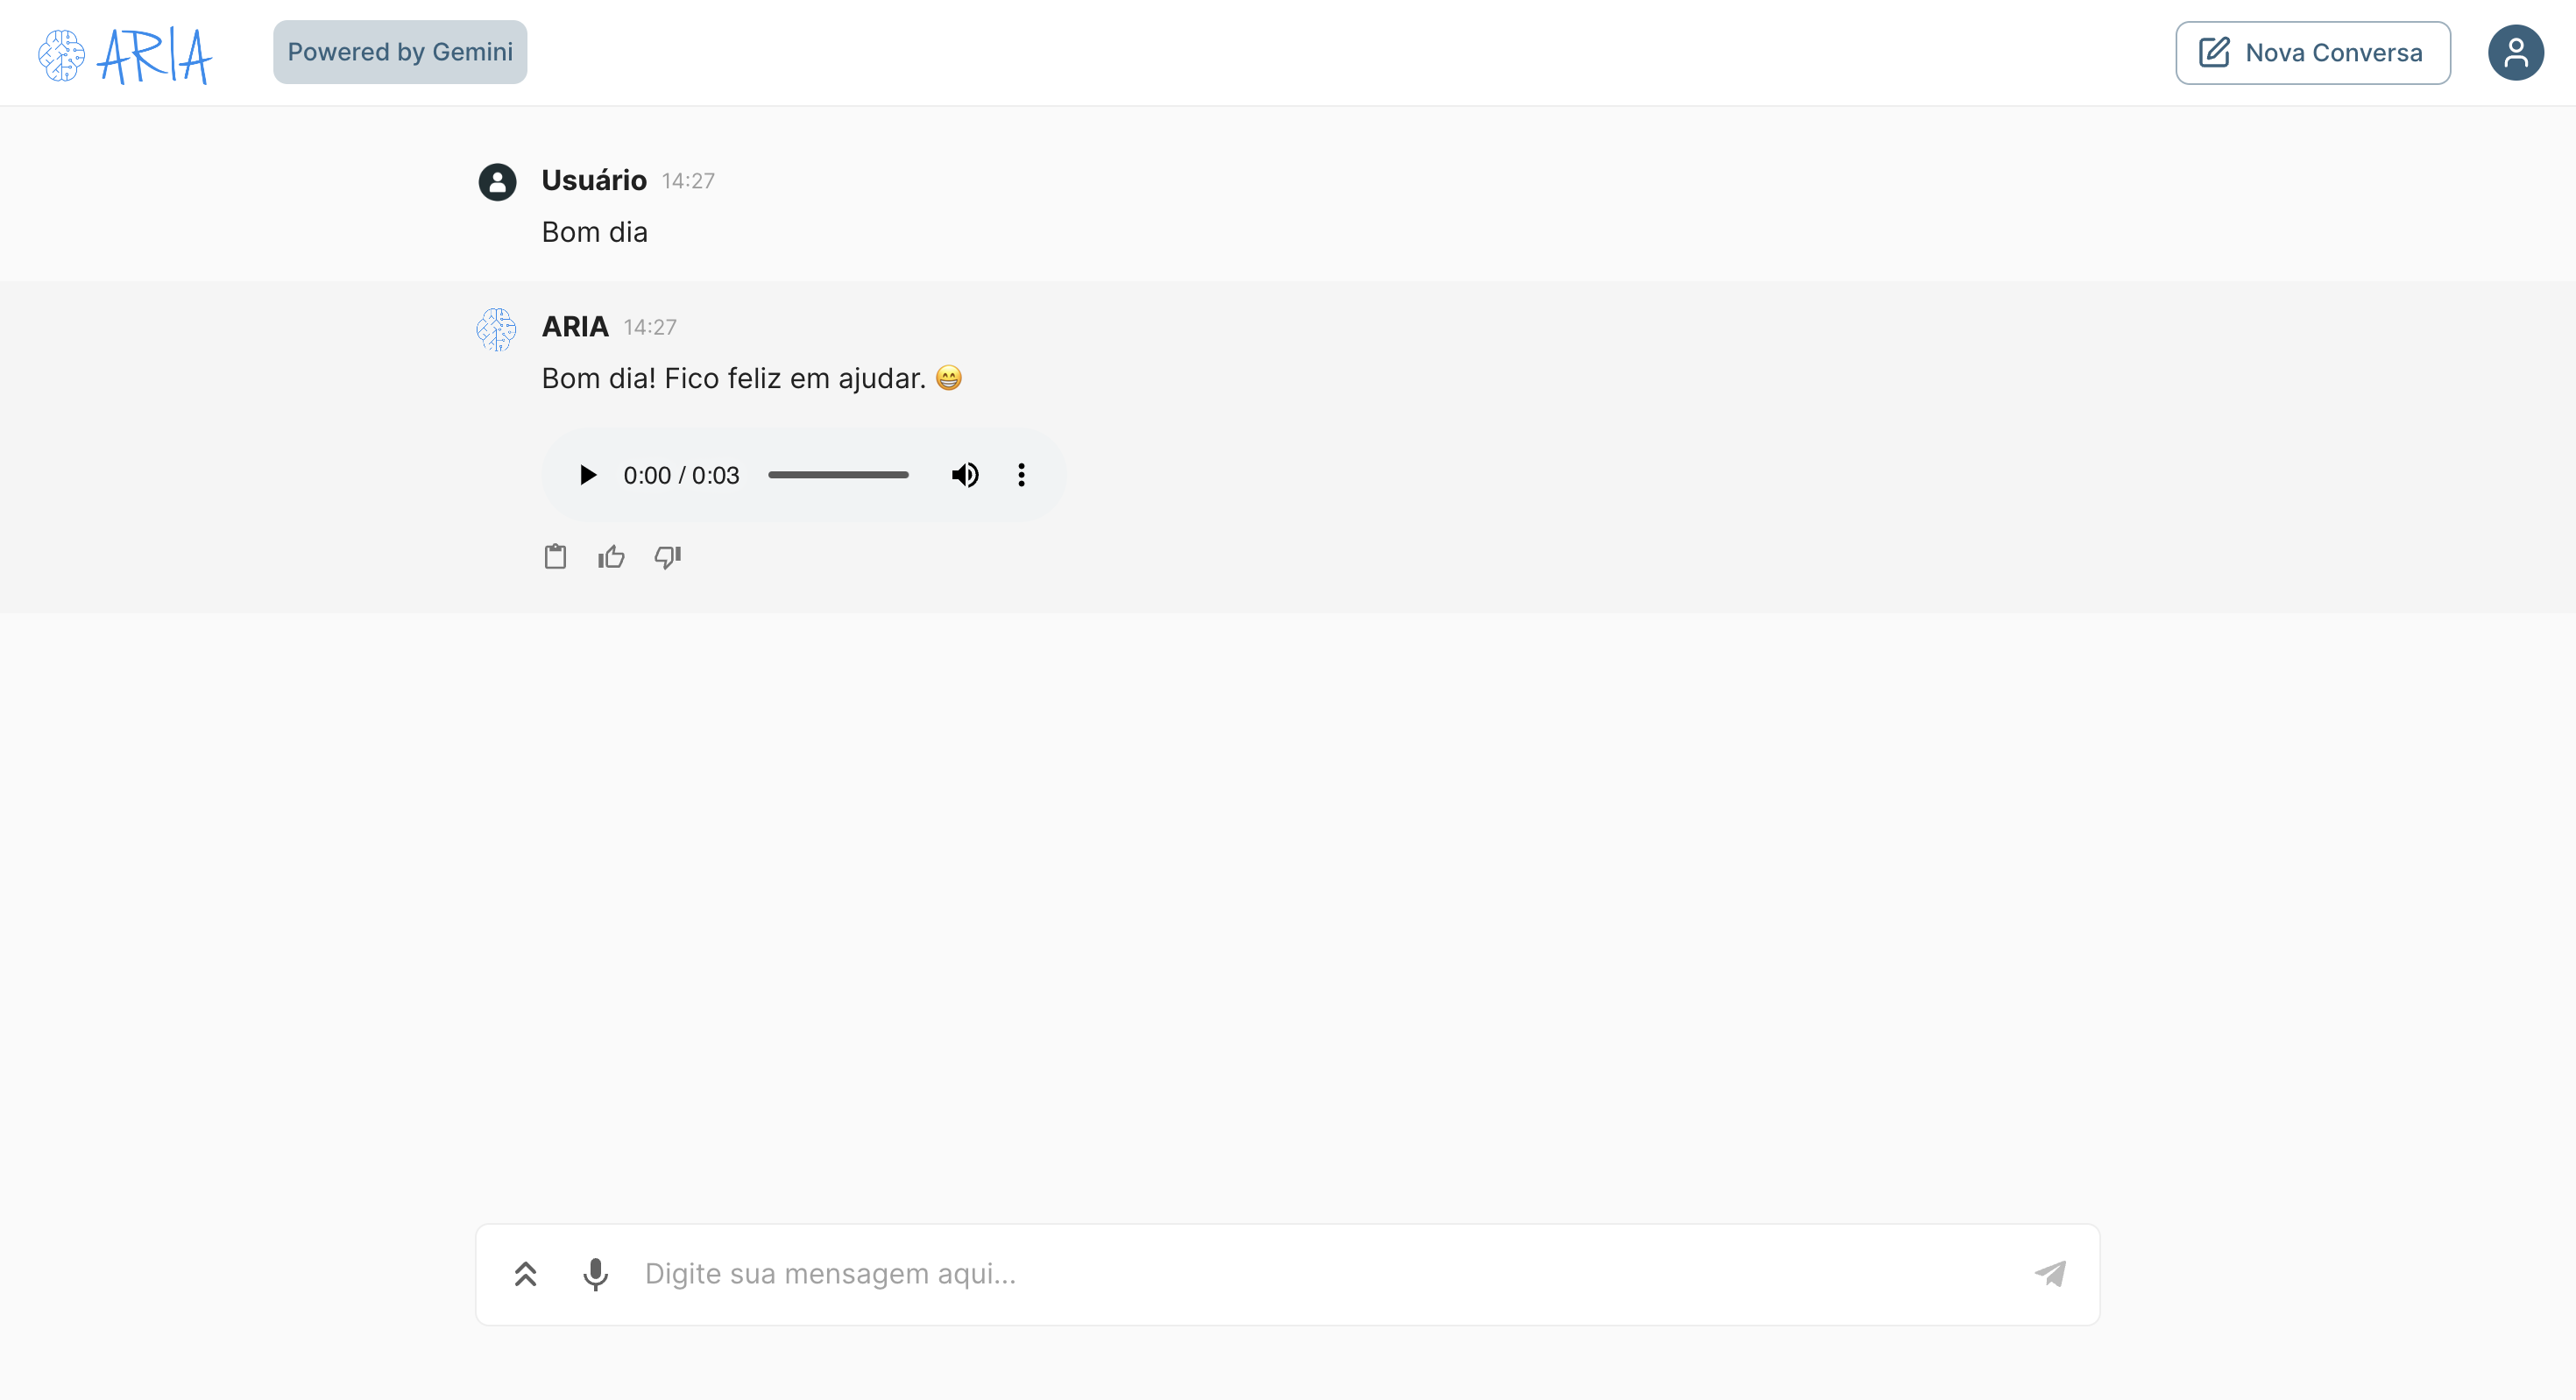 ARIA
Powered by Gemini
Nova Conversa
Usuário 14:27
Bom dia
ARIA 14:27
Bom dia! Fico feliz em ajudar. 😁
0:00 / 0:03
Digite sua mensagem aqui...